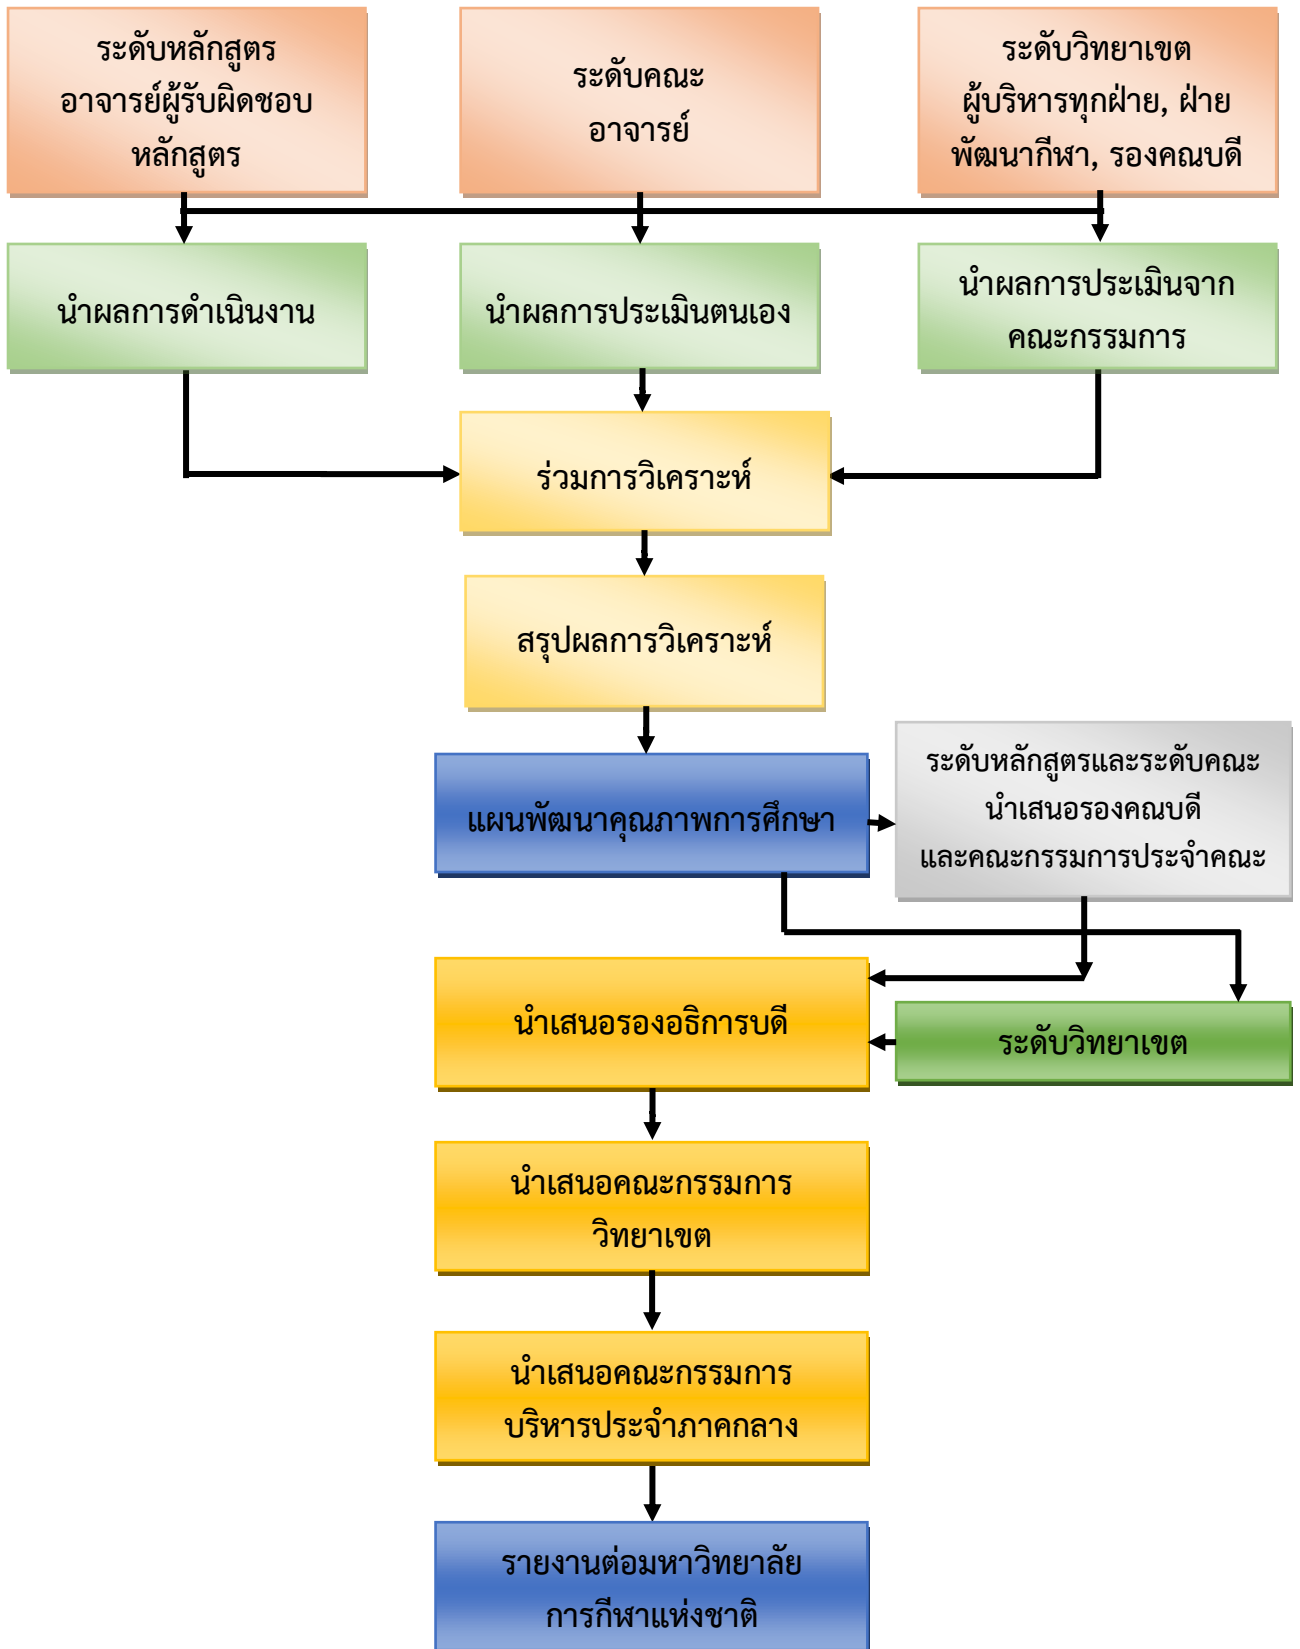 ระดับหลักสูตร
อาจารย์ผู้รับผิดชอบ
หลักสูตร
ระดับคณะ
อาจารย์
ระดับวิทยาเขต
ผู้บริหารทุกฝ่าย, ฝ่าย
พัฒนากีฬา, รองคณบดี
นำผลการดำเนินงาน
นำผลการประเมินตนเอง
นำผลการประเมินจาก
คณะกรรมการ
ร่วมการวิเคราะห์
สรุปผลการวิเคราะห์
แผนพัฒนาคุณภาพการศึกษา
ระดับหลักสูตรและระดับคณะ
นำเสนอรองคณบดี
และคณะกรรมการประจำคณะ
นำเสนอรองอธิการบดี
ระดับวิทยาเขต
นำเสนอคณะกรรมการ
วิทยาเขต
นำเสนอคณะกรรมการ
บริหารประจำภาคกลาง
รายงานต่อมหาวิทยาลัย
การกีฬาแห่งชาติ